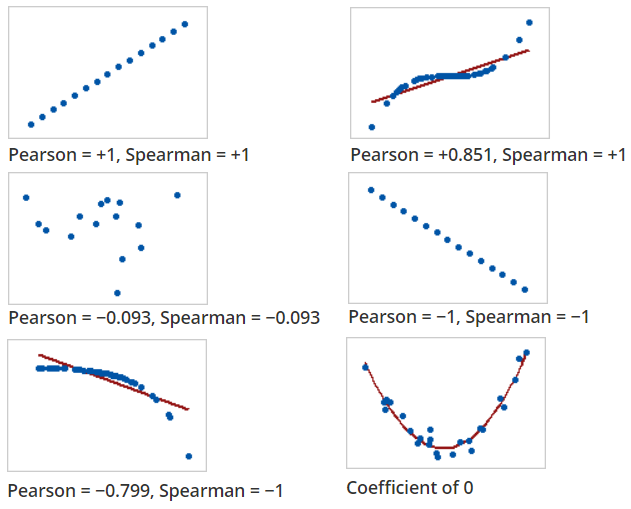 Pearson = +1, Spearman = +1
Pearson = +0.851, Spearman = +1
Pearson = −0.093, Spearman = −0.093
Pearson = −1, Spearman = −1
Pearson = −0.799, Spearman = −1
Coefficient of 0